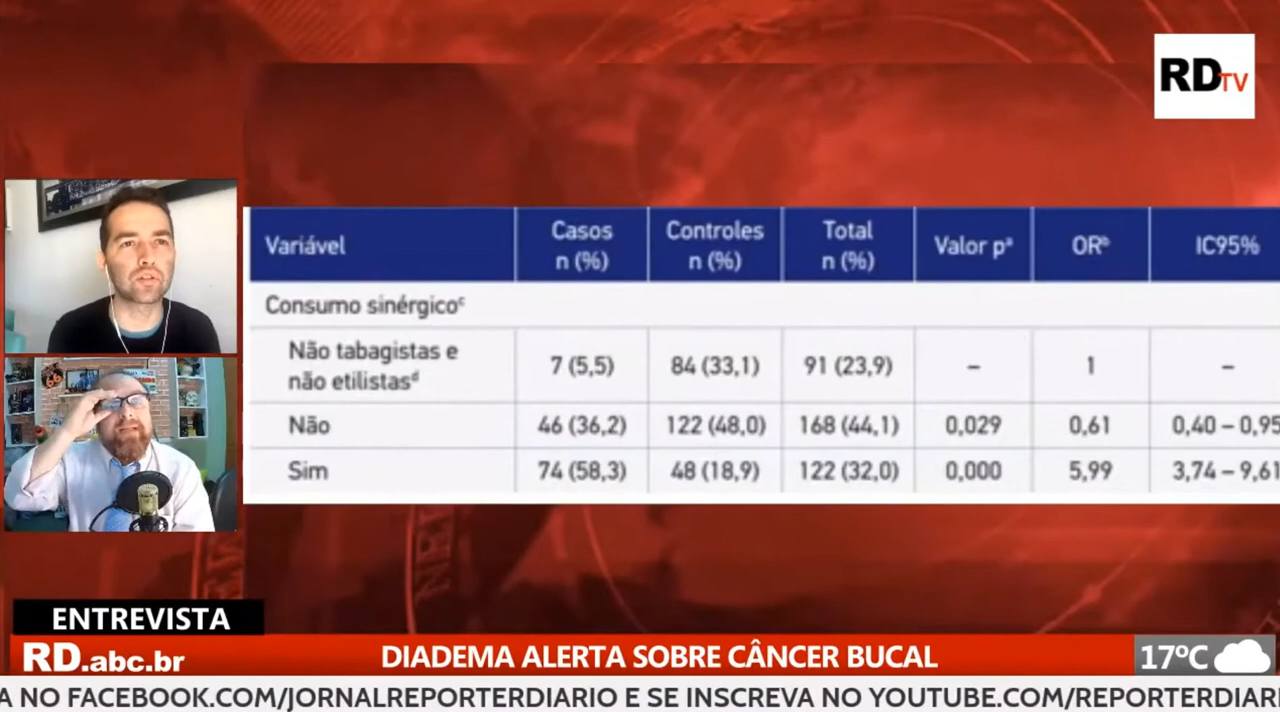 RDTV
Variável
Casos
n (%)
Controles
n (%)
Total
n (%)
Valor pª
ORᵇ
IC95%
Consumo sinérgicoᶜ
Não tabagistas e
não etilistasᵈ
7 (5,5)
84 (33,1)
91 (23,9)
–
1
–
Não
46 (36,2)
122 (48,0)
168 (44,1)
0,029
0,61
0,40 – 0,95
Sim
74 (58,3)
48 (18,9)
122 (32,0)
0,000
5,99
3,74 – 9,61
ENTREVISTA
RD.abc.br
DIADEMA ALERTA SOBRE CÂNCER BUCAL
17ºC
A NO FACEBOOK.COM/JORNALREPORTERDIARIO E SE INSCREVA NO YOUTUBE.COM/REPORTERDIARI